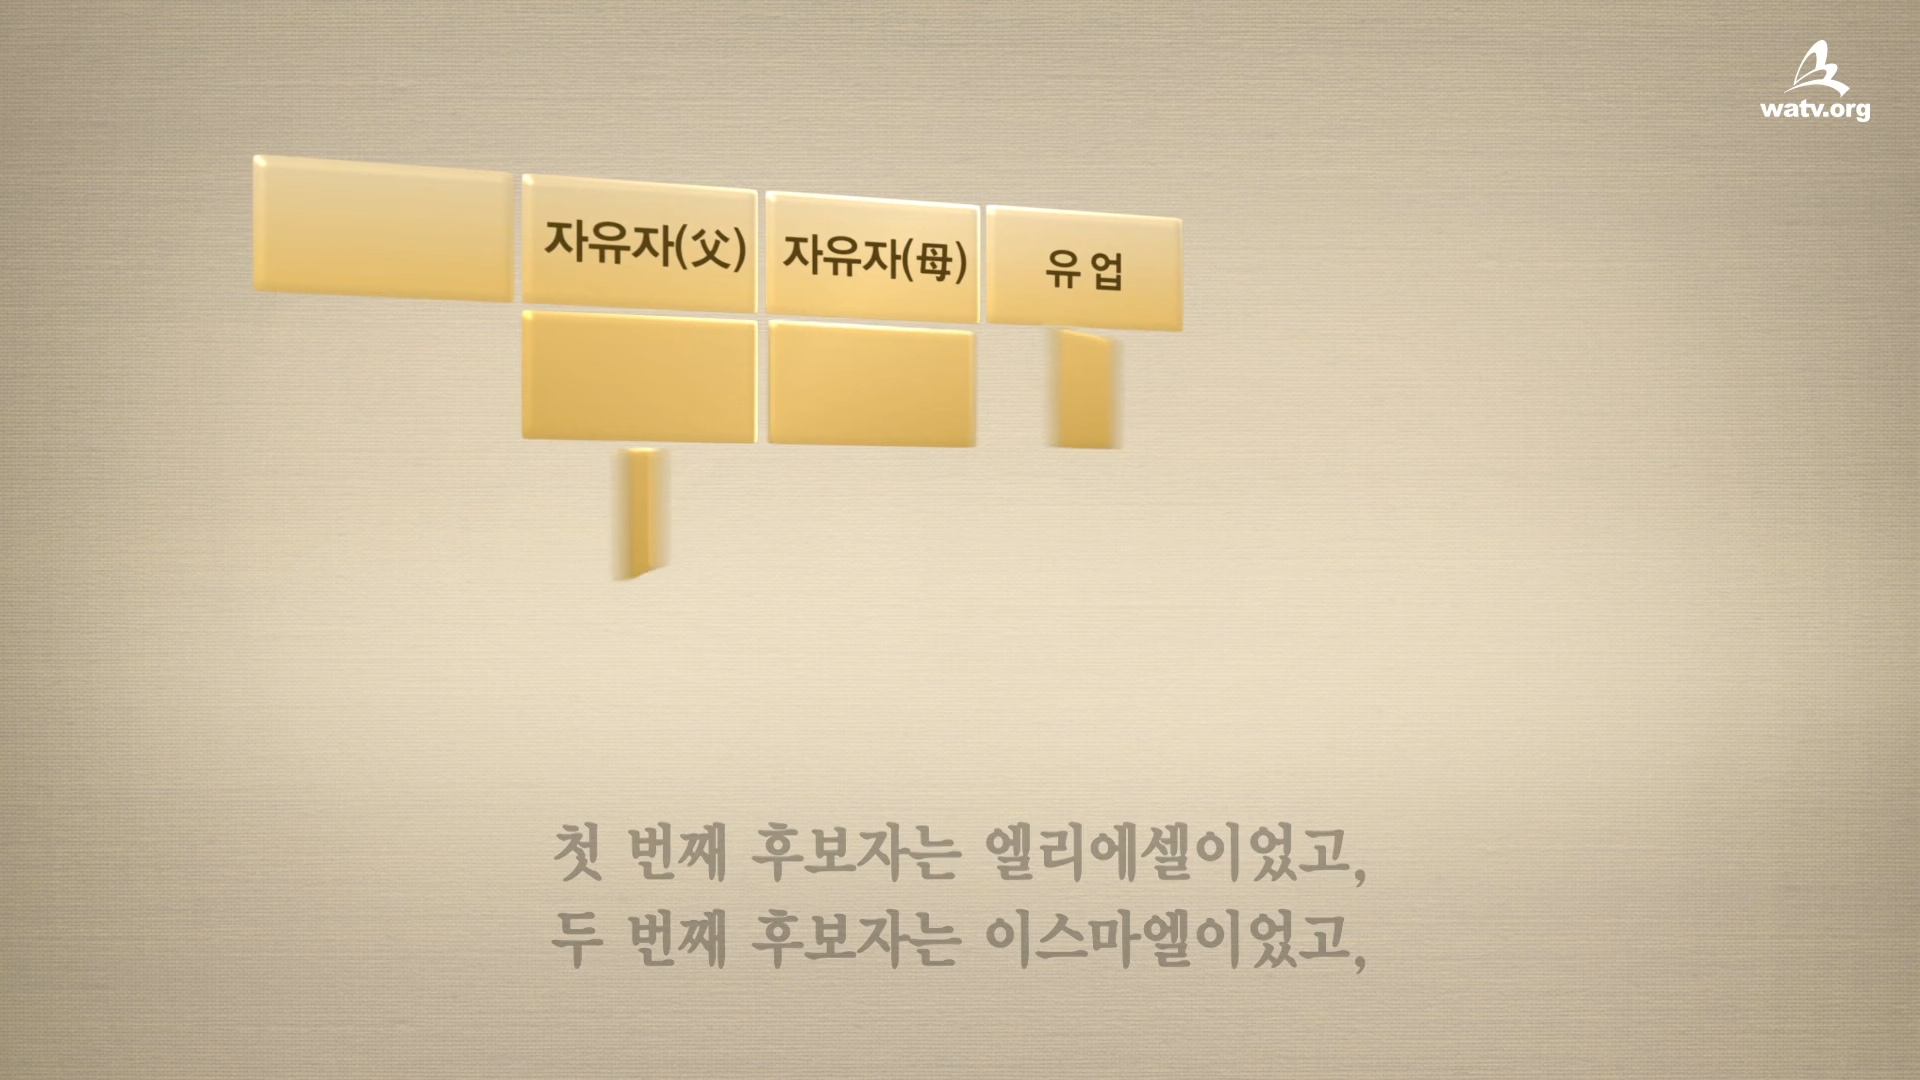 watv.org
자유자(父) 자유자(母) 유업
첫 번째 후보자는 엘리에셀이었고,
두 번째 후보자는 이스마엘이었고,